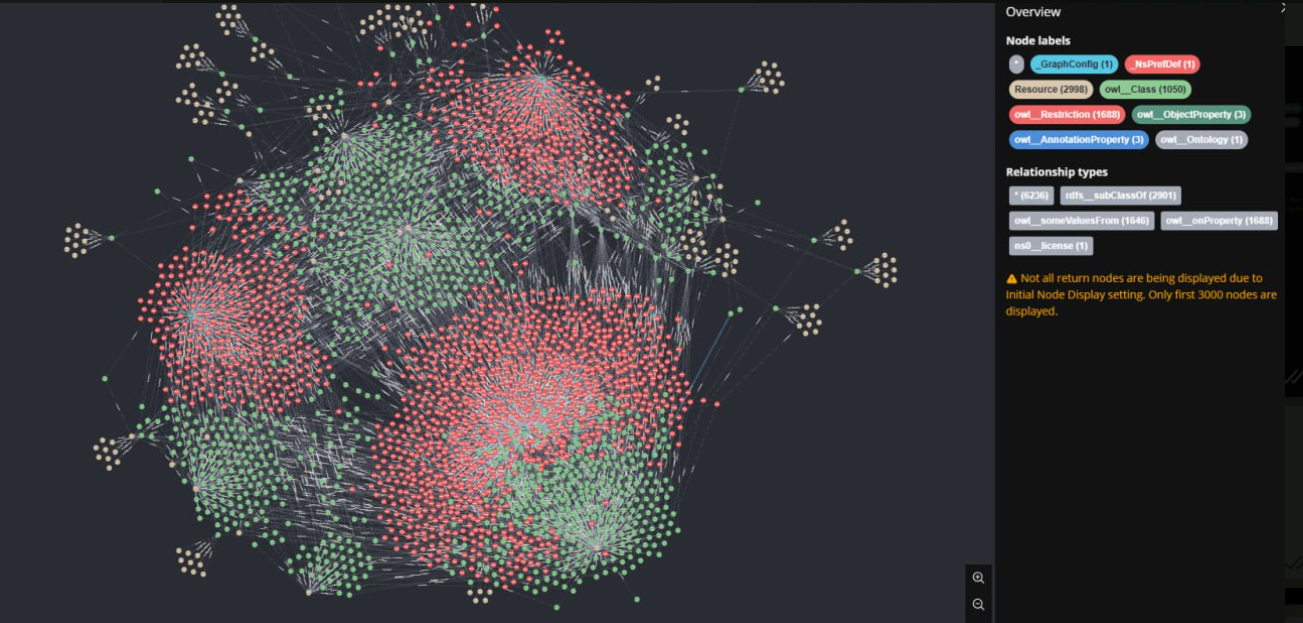 Overview
Node labels
* _GraphConfig (1) _NsPrefDef (1)
Resource (2998) owl__Class (1050)
owl__Restriction (1688) owl__ObjectProperty (3)
owl__AnnotationProperty (3) owl__Ontology (1)
Relationship types
* (6236) rdfs__subClassOf (2901)
owl__someValuesFrom (1646) owl__onProperty (1688)
ns0__license (1)
Not all return nodes are being displayed due to
Initial Node Display setting. Only first 3000 nodes are
displayed.